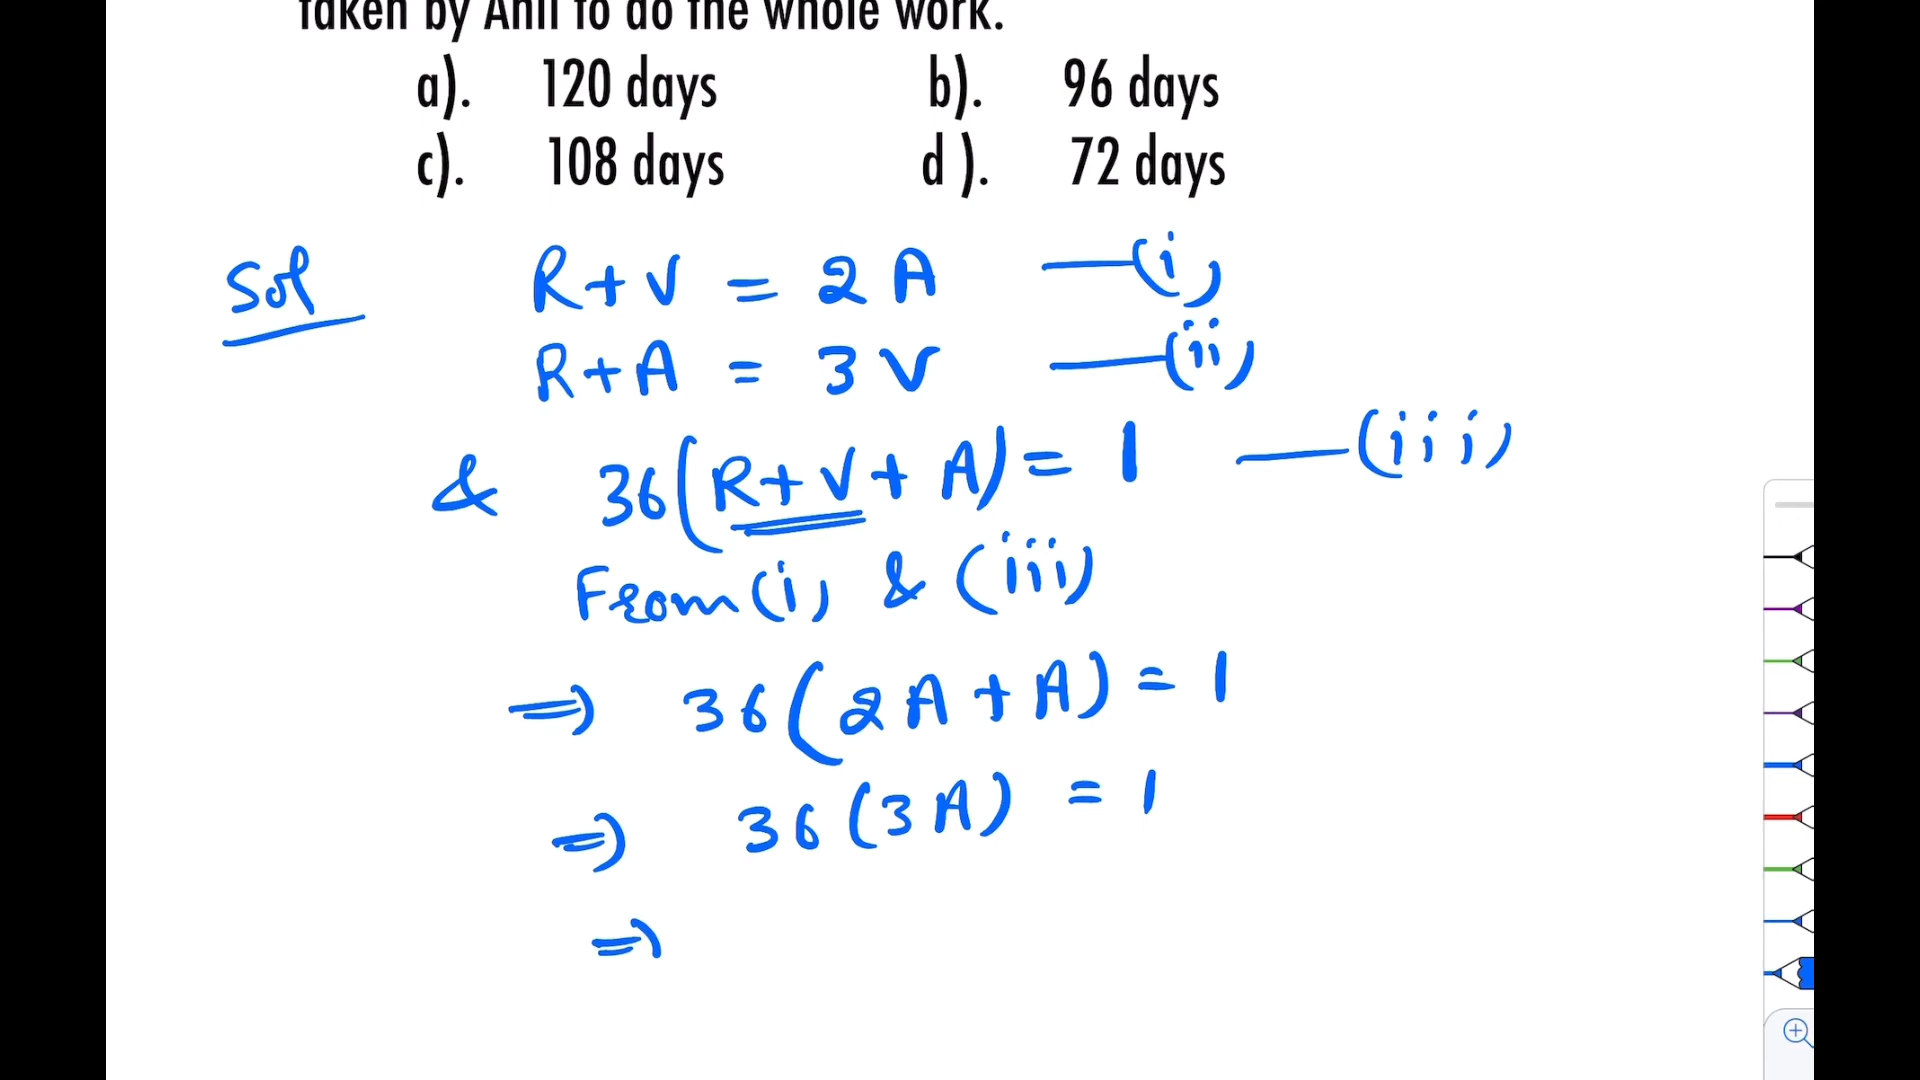 taken by Anil to do the whole work.
a). 120 days b). 96 days
c). 108 days d ). 72 days
Sol R+V = 2A —(i)
R+A = 3V —(ii)
& 36(R+V+A) = 1 —(iii)
From (i) & (iii)
⇒ 36(2A+A) = 1
⇒ 36(3A) = 1
⇒